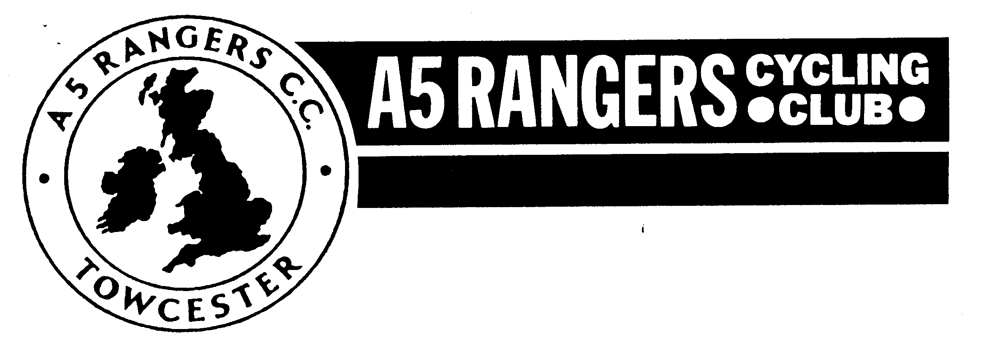 A5 RANGERS C.C.
• TOWCESTER •
A5 RANGERS CYCLING
• CLUB •